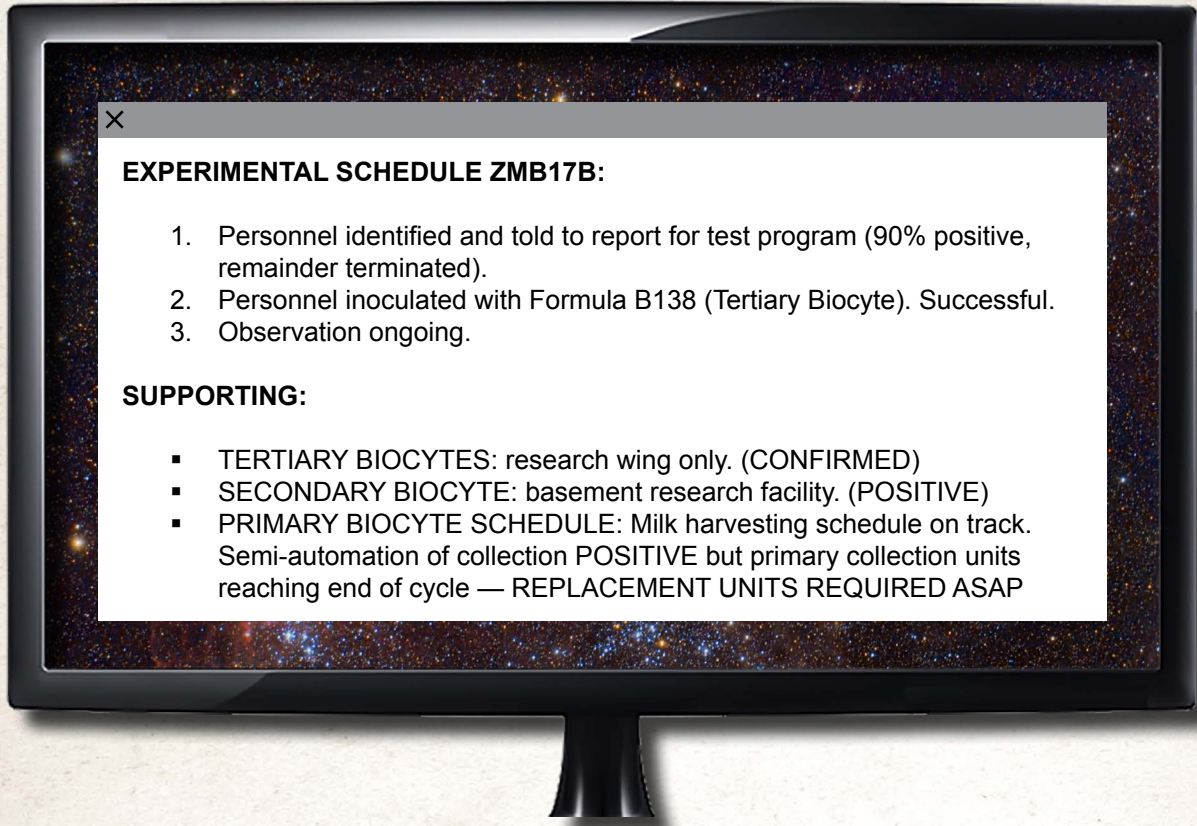 EXPERIMENTAL SCHEDULE ZMB17B:
1. Personnel identified and told to report for test program (90% positive,
remainder terminated).
2. Personnel inoculated with Formula B138 (Tertiary Biocyte). Successful.
3. Observation ongoing.
SUPPORTING:
▪ TERTIARY BIOCYTES: research wing only. (CONFIRMED)
▪ SECONDARY BIOCYTE: basement research facility. (POSITIVE)
▪ PRIMARY BIOCYTE SCHEDULE: Milk harvesting schedule on track.
Semi-automation of collection POSITIVE but primary collection units
reaching end of cycle — REPLACEMENT UNITS REQUIRED ASAP